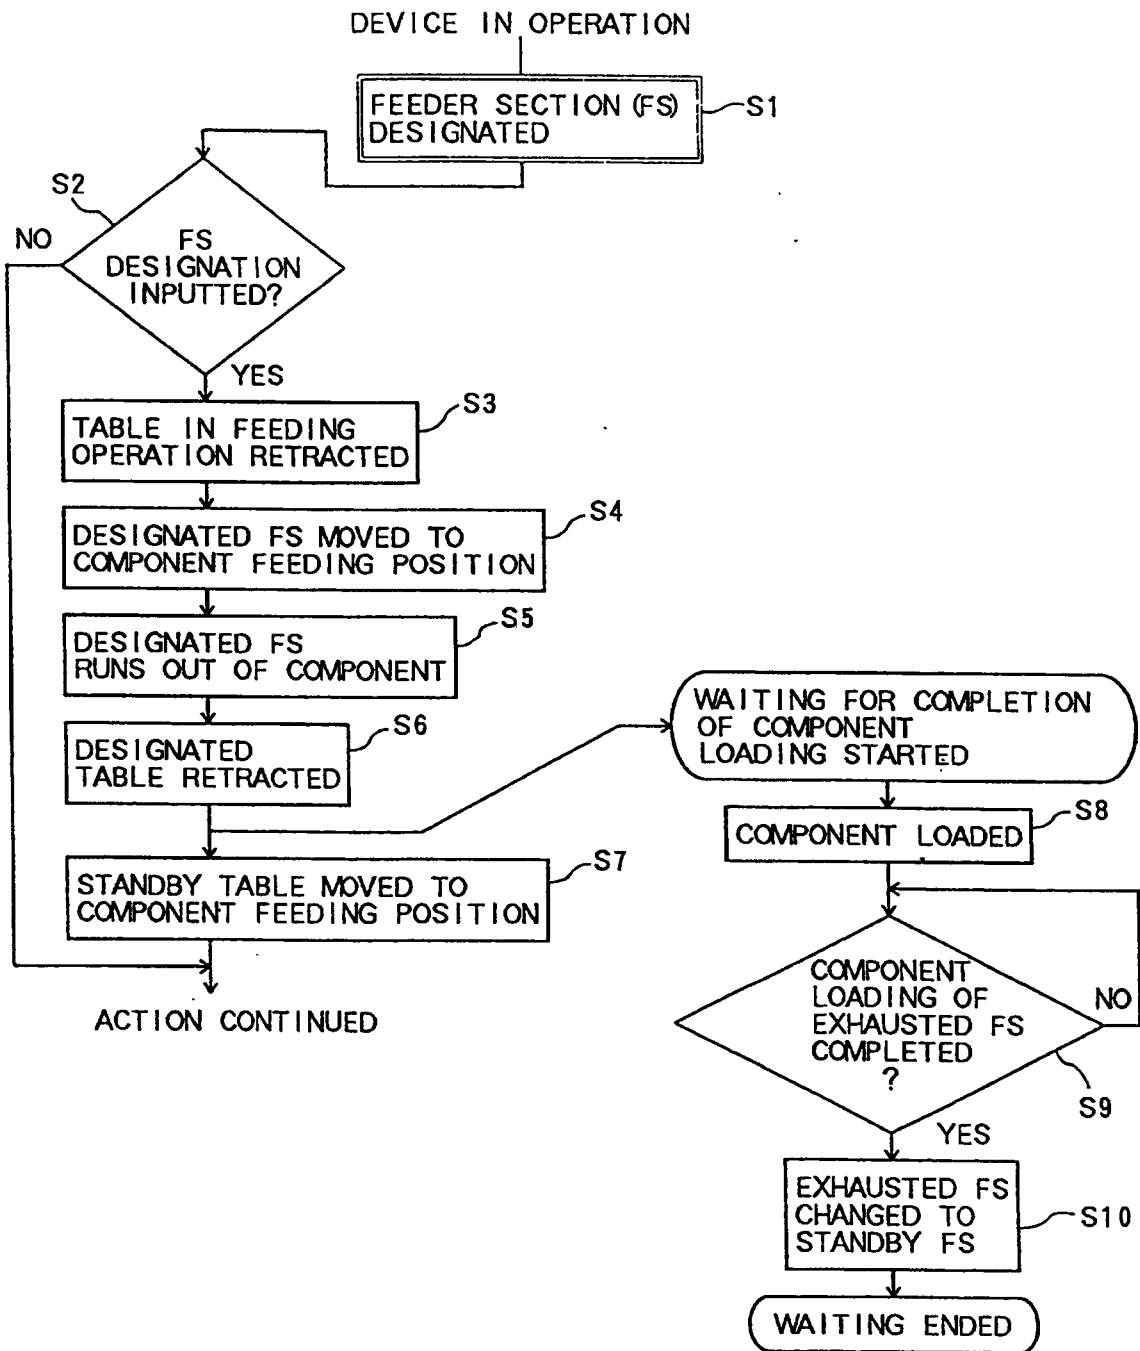 DEVICE IN OPERATION
FEEDER SECTION (FS)
DESIGNATED
S1
S2
NO
FS
DESIGNATION
INPUTTED?
YES
S3
TABLE IN FEEDING
OPERATION RETRACTED
S4
DESIGNATED FS MOVED TO
COMPONENT FEEDING POSITION
S5
DESIGNATED FS
RUNS OUT OF COMPONENT
S6
DESIGNATED
TABLE RETRACTED
S7
STANDBY TABLE MOVED TO
COMPONENT FEEDING POSITION
ACTION CONTINUED
WAITING FOR COMPLETION
OF COMPONENT
LOADING STARTED
S8
COMPONENT LOADED
COMPONENT
LOADING OF
EXHAUSTED FS
COMPLETED
?
NO
S9
YES
EXHAUSTED FS
CHANGED TO
STANDBY FS
S10
WAITING ENDED